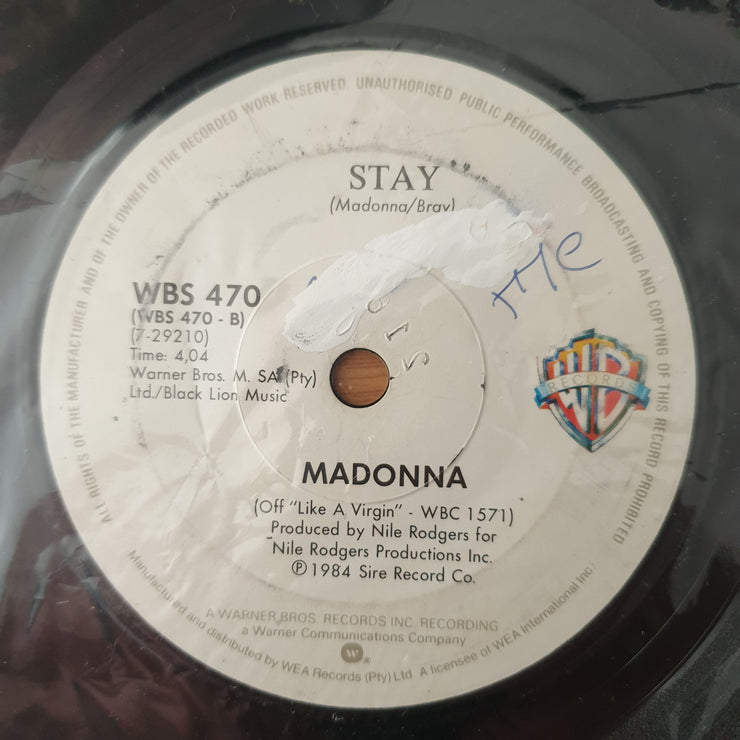 ALL RIGHTS OF THE MANUFACTURER AND OF THE OWNER OF THE RECORDED WORK RESERVED. UNAUTHORISED PUBLIC PERFORMANCE BROADCASTING AND COPYING OF THIS RECORD PROHIBITED
STAY
(Madonna/Bray)
WBS 470
(WBS 470 - B)
(7-29210)
Time: 4,04
Warner Bros. M. SA (Pty)
Ltd./Black Lion Music
WB
RECORDS
MADONNA
(Off "Like A Virgin" - WBC 1571)
Produced by Nile Rodgers for
Nile Rodgers Productions Inc.
℗1984 Sire Record Co.
A WARNER BROS. RECORDS INC. RECORDING
a Warner Communications Company
Manufactured and distributed by WEA Records (Pty) Ltd A licensee of WEA International Inc.